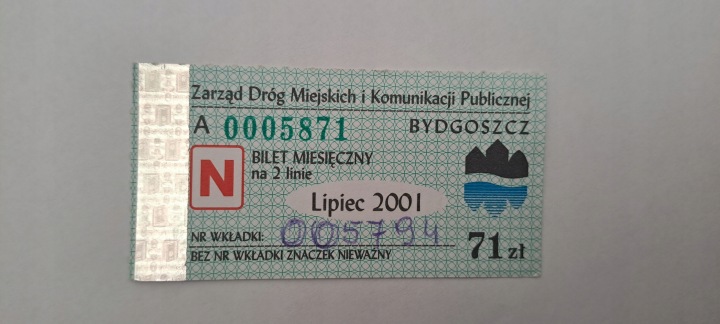 Zarząd Dróg Miejskich i Komunikacji Publicznej
A 0005871 BYDGOSZCZ
N BILET MIESIĘCZNY
na 2 linie
Lipiec 2001
NR WKŁADKI: 005794
BEZ NR WKŁADKI ZNACZEK NIEWAŻNY
71 zł